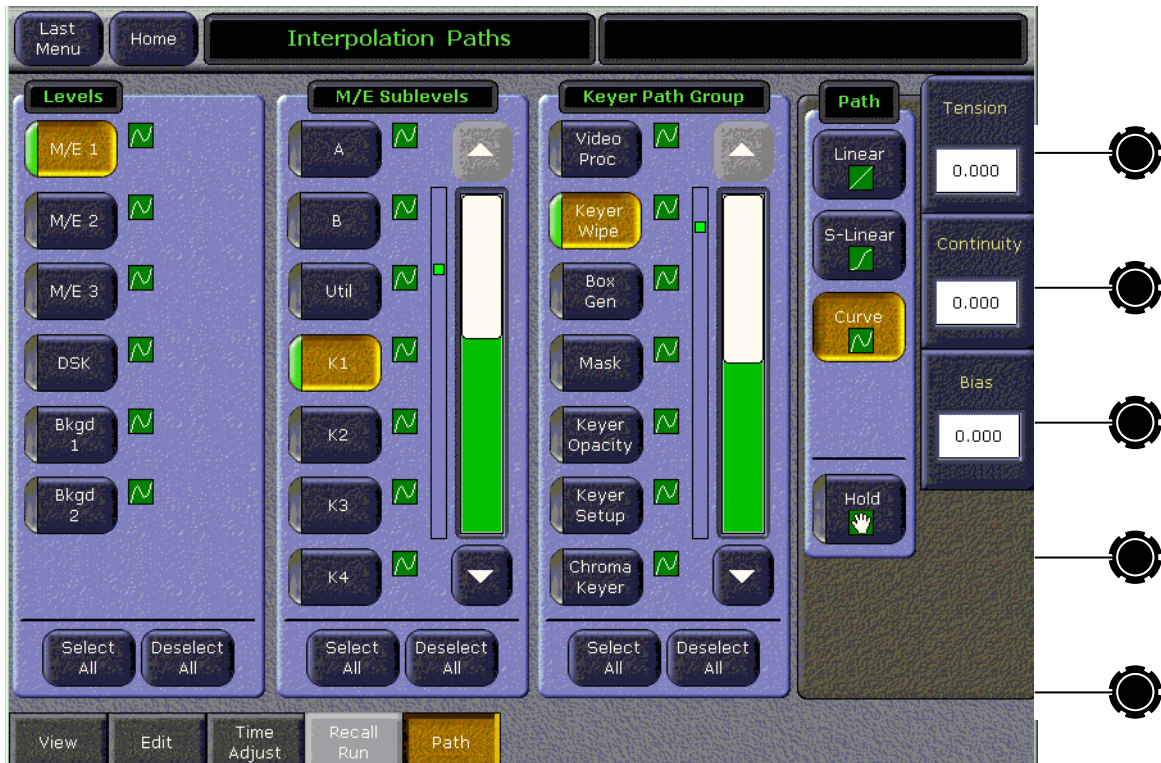 Last
Menu
Home
Interpolation Paths
Levels
M/E 1
M/E 2
M/E 3
DSK
Bkgd
1
Bkgd
2
Select
All
Deselect
All
M/E Sublevels
A
B
Util
K1
K2
K3
K4
Select
All
Deselect
All
Keyer Path Group
Video
Proc
Keyer
Wipe
Box
Gen
Mask
Keyer
Opacity
Keyer
Setup
Chroma
Keyer
Select
All
Deselect
All
Path
Linear
S-Linear
Curve
Hold
Tension
0.000
Continuity
0.000
Bias
0.000
View
Edit
Time
Adjust
Recall
Run
Path